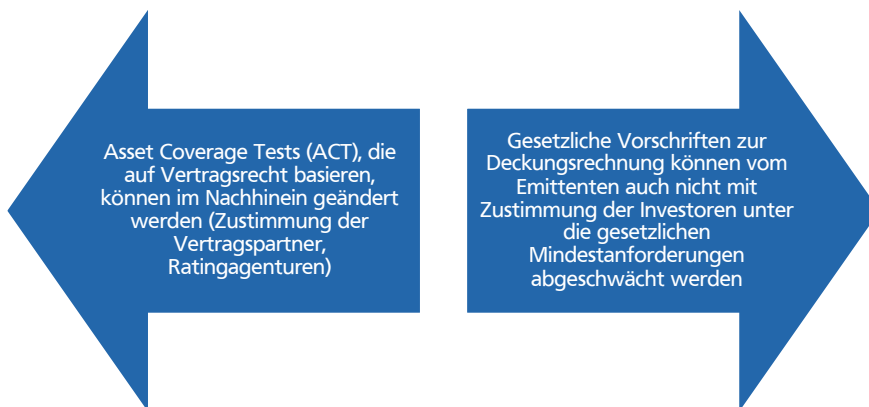 Asset Coverage Tests (ACT), die
auf Vertragsrecht basieren,
können im Nachhinein geändert
werden (Zustimmung der
Vertragspartner,
Ratingagenturen)
Gesetzliche Vorschriften zur
Deckungsrechnung können vom
Emittenten auch nicht mit
Zustimmung der Investoren unter
die gesetzlichen
Mindestanforderungen
abgeschwächt werden